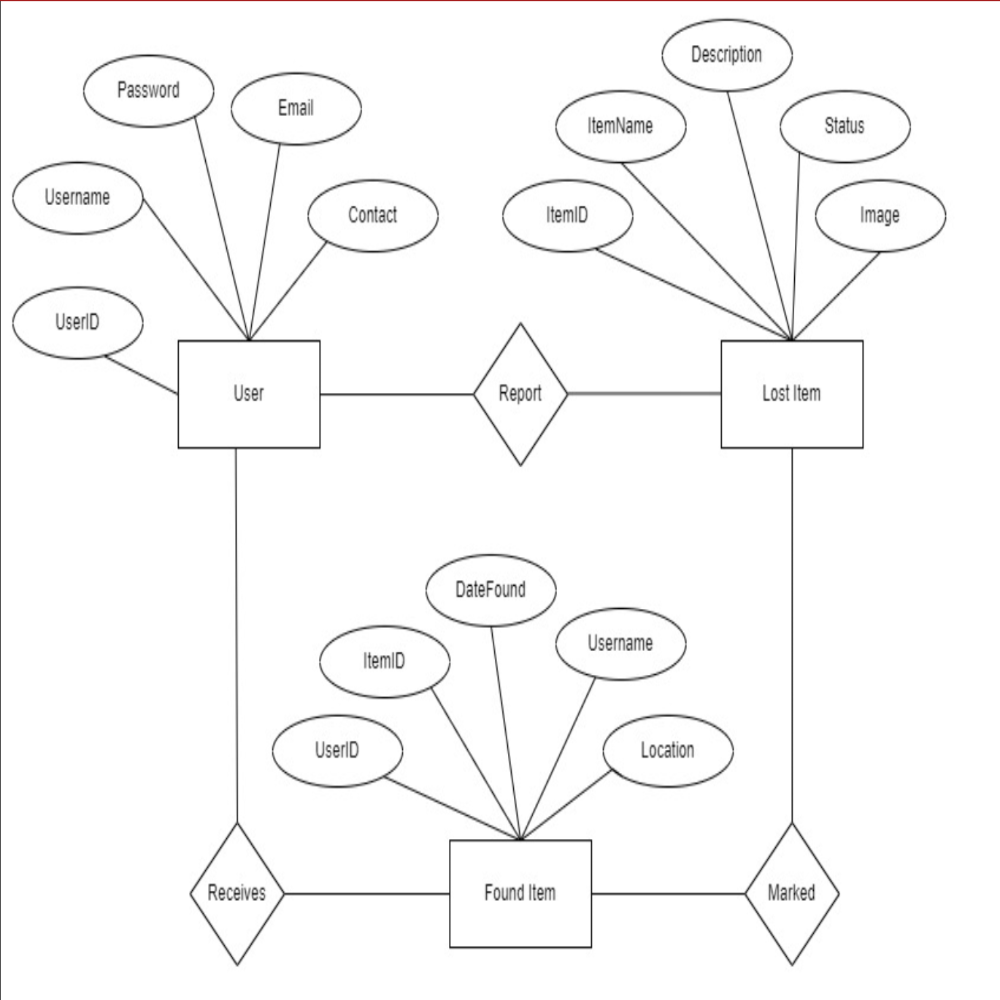 Description
Password
Email
ItemName
Status
Username
Contact
ItemID
Image
UserID
User
Report
Lost Item
DateFound
Username
ItemID
UserID
Location
Receives
Found Item
Marked